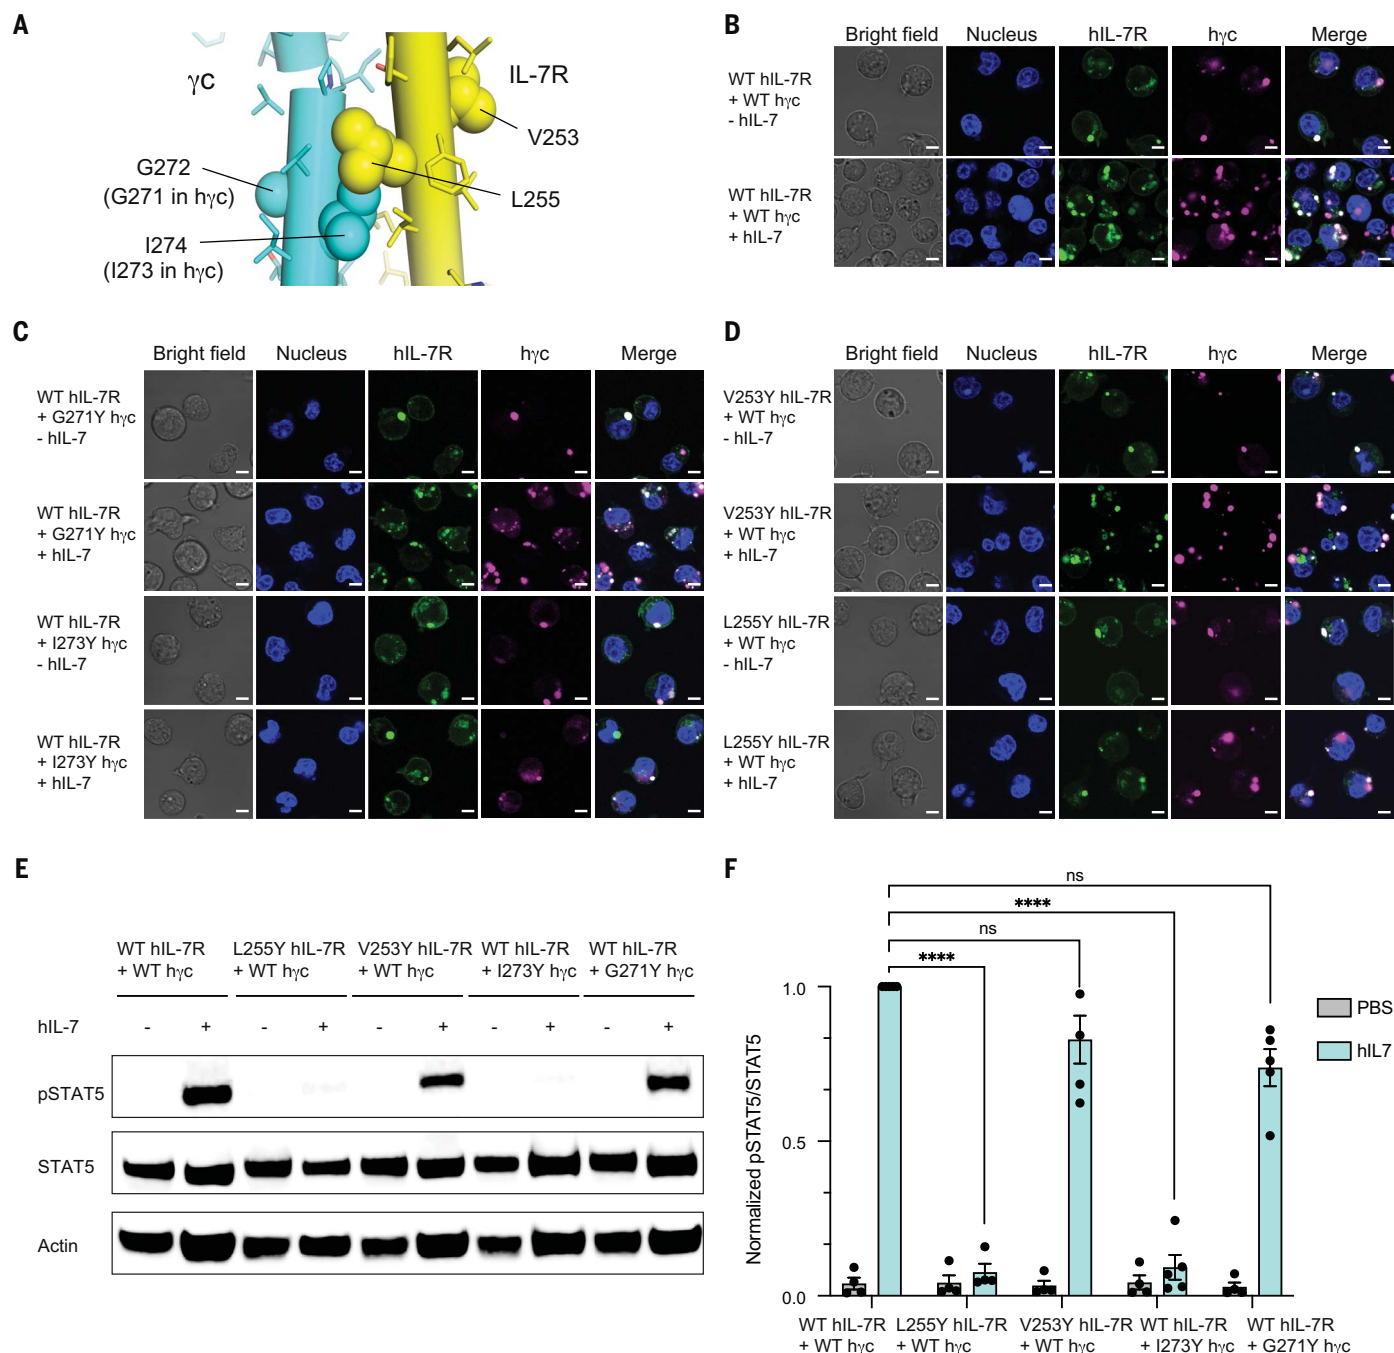 A
γC
IL-7R
V253
G272
(G271 in hγc)
L255
I274
(I273 in hγc)
B
Bright field Nucleus hIL-7R hγc Merge
WT hIL-7R
+ WT hγc
- hIL-7
WT hIL-7R
+ WT hγc
+ hIL-7
C
Bright field Nucleus hIL-7R hγc Merge
WT hIL-7R
+ G271Y hγc
- hIL-7
WT hIL-7R
+ G271Y hγc
+ hIL-7
WT hIL-7R
+ I273Y hγc
- hIL-7
WT hIL-7R
+ I273Y hγc
+ hIL-7
D
Bright field Nucleus hIL-7R hγc Merge
V253Y hIL-7R
+ WT hγc
- hIL-7
V253Y hIL-7R
+ WT hγc
+ hIL-7
L255Y hIL-7R
+ WT hγc
- hIL-7
L255Y hIL-7R
+ WT hγc
+ hIL-7
E
WT hIL-7R L255Y hIL-7R V253Y hIL-7R WT hIL-7R WT hIL-7R
+ WT hγc + WT hγc + WT hγc + I273Y hγc + G271Y hγc
hIL-7 - + - + - + - + - +
pSTAT5
STAT5
Actin
F
ns
****
ns
****
1.0
0.5
0.0
Normalized pSTAT5/STAT5
PBS
hIL7
WT hIL-7R L255Y hIL-7R V253Y hIL-7R WT hIL-7R WT hIL-7R
+ WT hγc + WT hγc + WT hγc + I273Y hγc + G271Y hγc